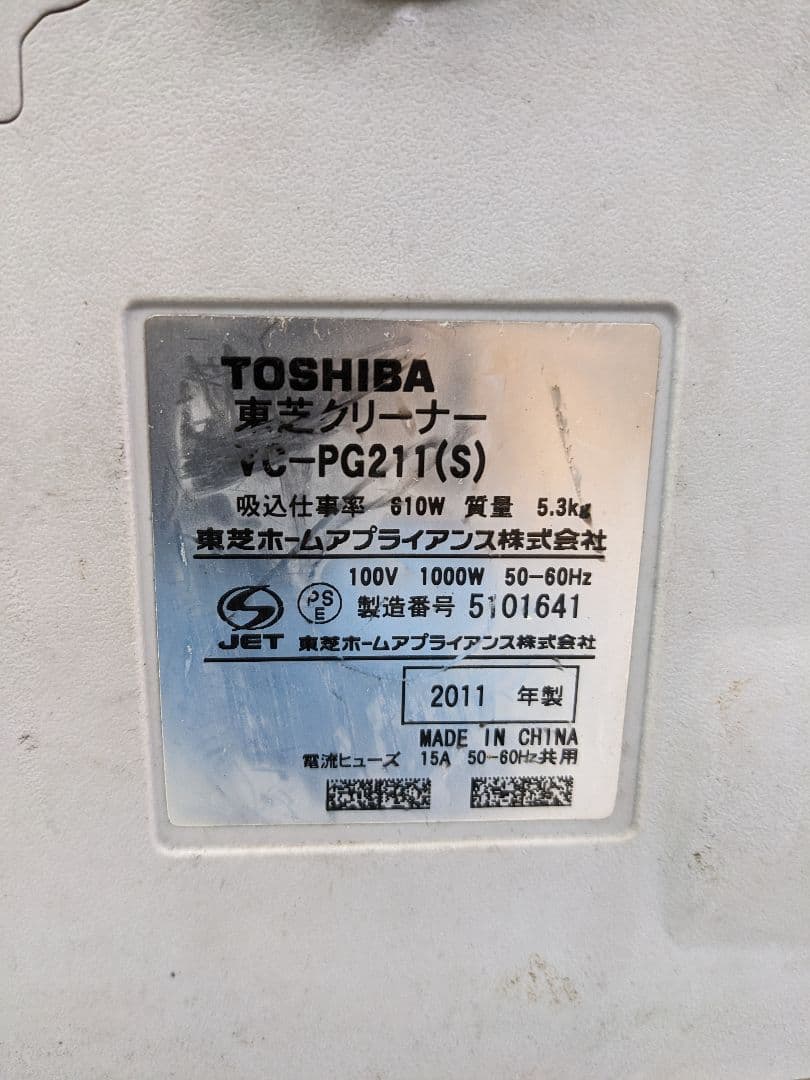 TOSHIBA
東芝クリーナー
VC-PG211(S)
吸込仕事率 610W 質量 5.3kg
東芝ホームアプライアンス株式会社
100V 1000W 50-60Hz
PSE 製造番号 5101641
JET 東芝ホームアプライアンス株式会社
2011 年製
MADE IN CHINA
電流ヒューズ 15A 50-60Hz共用